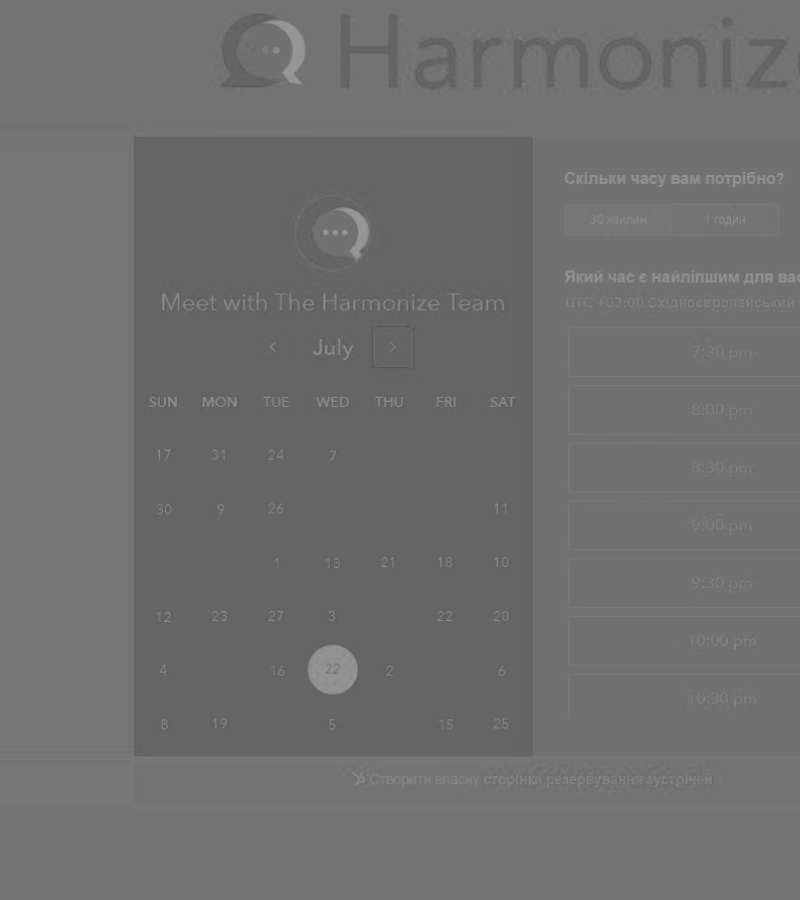 Harmoniz
Meet with The Harmonize Team
July
SUN MON TUE WED THU FRI SAT
17 31 24 7
30 9 26 11
1 13 21 18 10
12 23 27 3 22 20
4 16 22 2 6
8 19 5 15 25
Скільки часу вам потрібно?
30 хвилин 1 годин
Який час є найліпшим для вас
UTC +03:00 Східноєвропейський
7:30 pm
8:00 pm
8:30 pm
9:00 pm
9:30 pm
10:00 pm
10:30 pm
Створити власну сторінка резервування зустрічей